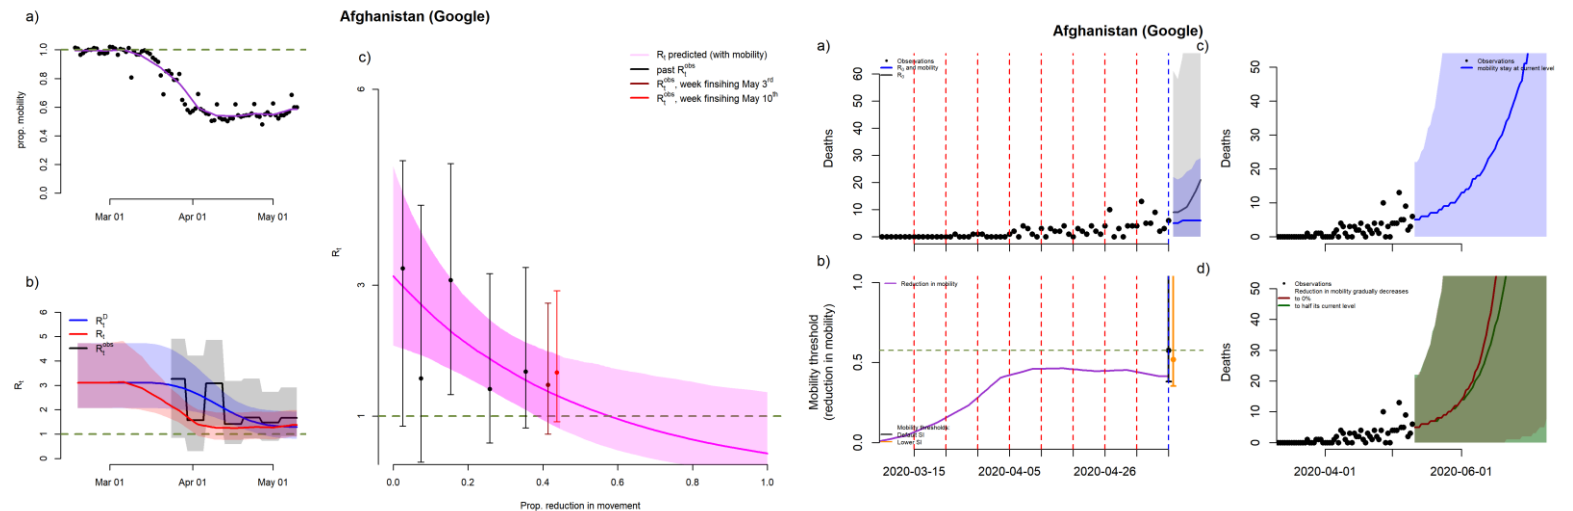 Afghanistan (Google)
a)
prop. mobility
1.0
0.8
0.6
0.4
0.2
0.0
Mar 01
Apr 01
May 01
b)
R_t
6
5
4
3
2
1
0
R_t^D
R_t
R_t^obs
Mar 01
Apr 01
May 01
c)
R_t predicted (with mobility)
past R_t^obs
R_t^obs, week finsihing May 3rd
R_t^obs, week finsihing May 10th
R_t
6
3
1
0.0
0.2
0.4
0.6
0.8
1.0
Prop. reduction in movement
Afghanistan (Google)
a)
Observations
R_0 and mobility
R_0
Deaths
60
50
40
30
20
10
0
b)
Reduction in mobility
Mobility threshold
(reduction in mobility)
1.0
0.5
0.0
Mobility thresholds:
Default SI
Lower SI
2020-03-15
2020-04-05
2020-04-26
c)
Observations
mobility stay at current level
Deaths
50
40
30
20
10
0
d)
Observations
Reduction in mobility gradually decreases
to 0%
to half its current level
Deaths
50
40
30
20
10
0
2020-04-01
2020-06-01